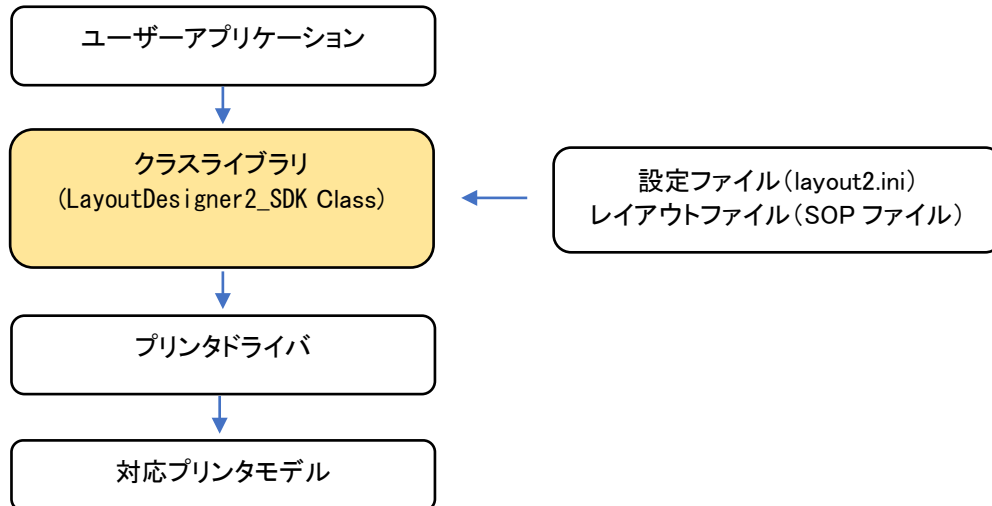 ユーザーアプリケーション
クラスライブラリ
(LayoutDesigner2_SDK Class)
設定ファイル(layout2.ini)
レイアウトファイル(SOP ファイル)
プリンタドライバ
対応プリンタモデル